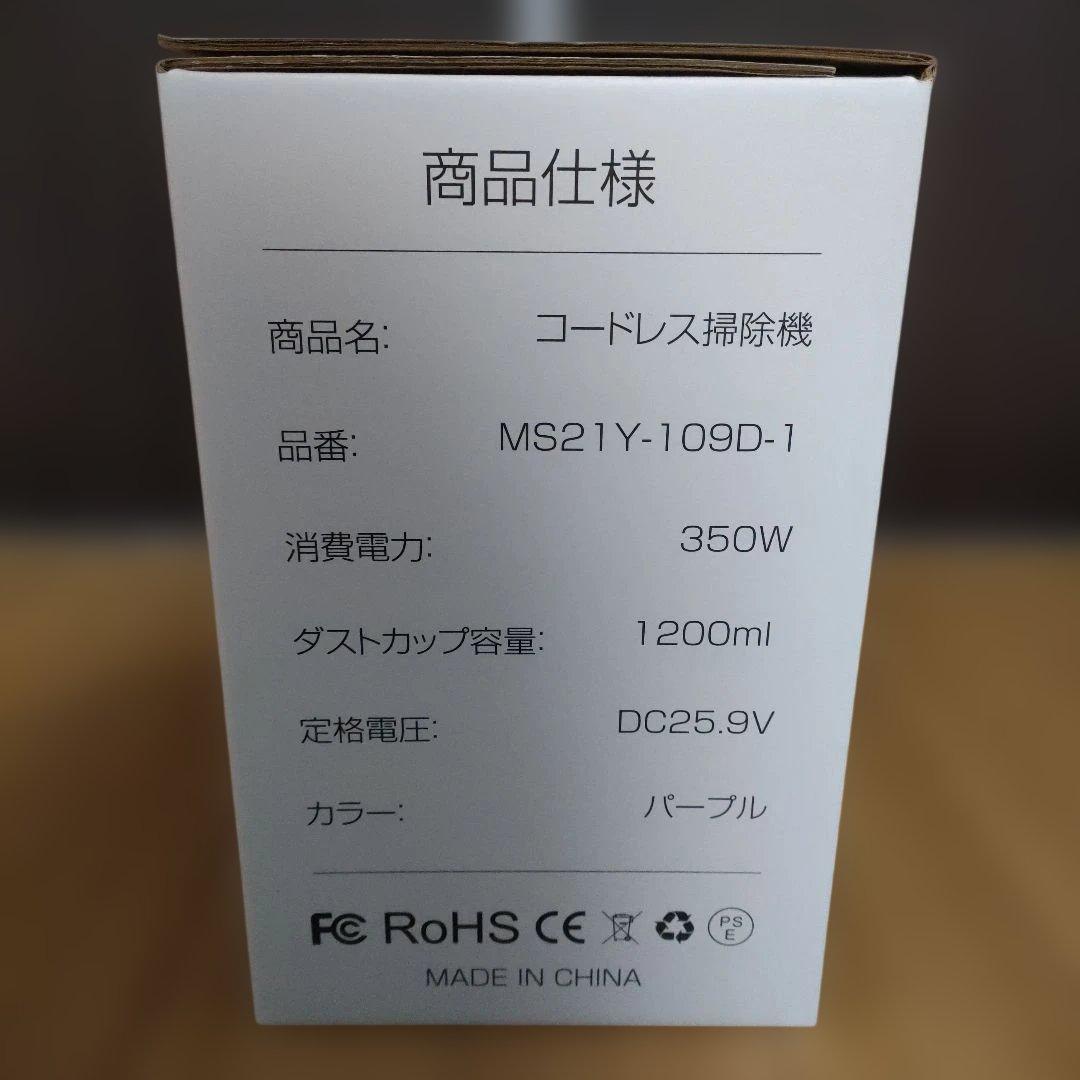 商品仕様
商品名: コードレス掃除機
品番: MS21Y-109D-1
消費電力: 350W
ダストカップ容量: 1200ml
定格電圧: DC25.9V
カラー: パープル
FC RoHS CE PSE
MADE IN CHINA